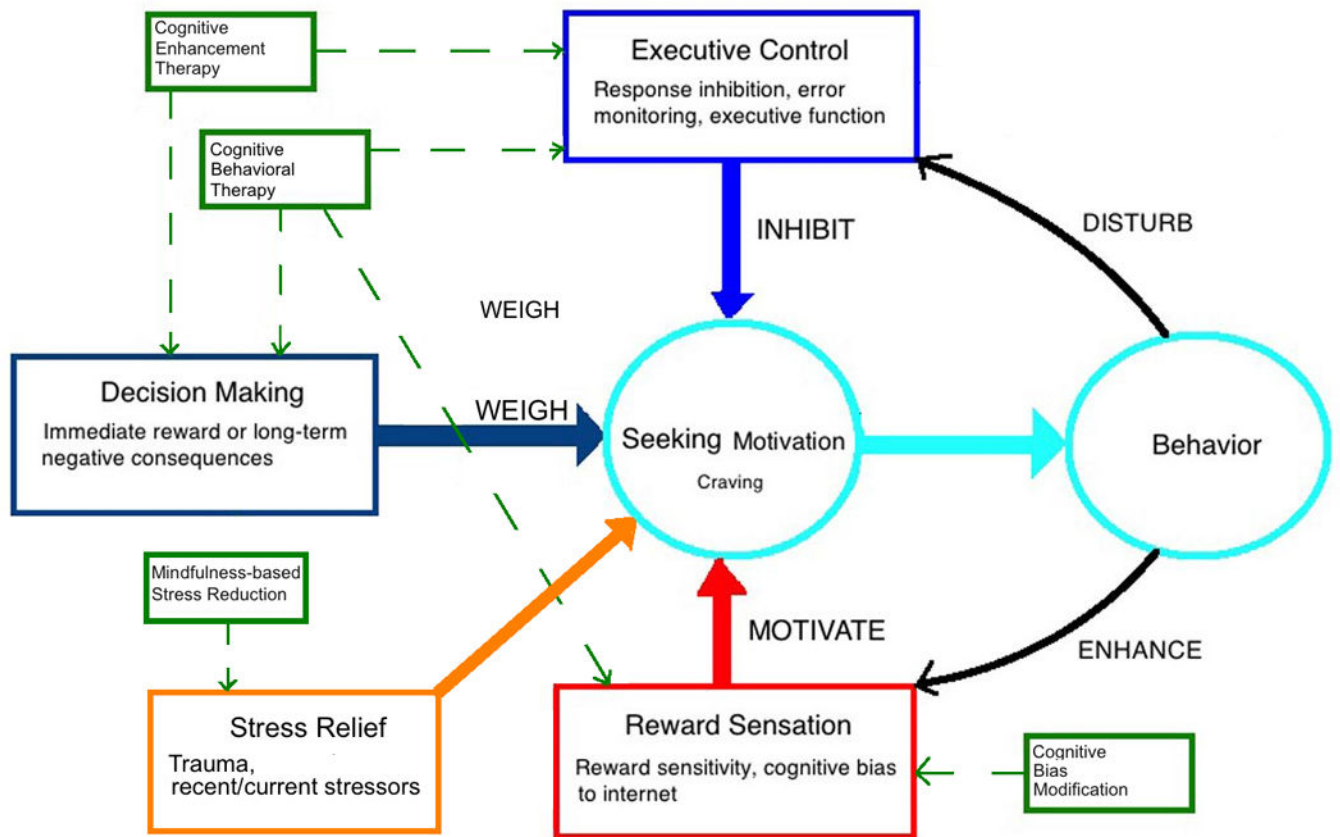 Cognitive
Enhancement
Therapy
Executive Control
Response inhibition, error
monitoring, executive function
Cognitive
Behavioral
Therapy
INHIBIT
DISTURB
WEIGH
Decision Making
Immediate reward or long-term
negative consequences
WEIGH
Seeking Motivation
Craving
Behavior
Mindfulness-based
Stress Reduction
MOTIVATE
ENHANCE
Stress Relief
Trauma,
recent/current stressors
Reward Sensation
Reward sensitivity, cognitive bias
to internet
Cognitive
Bias
Modification